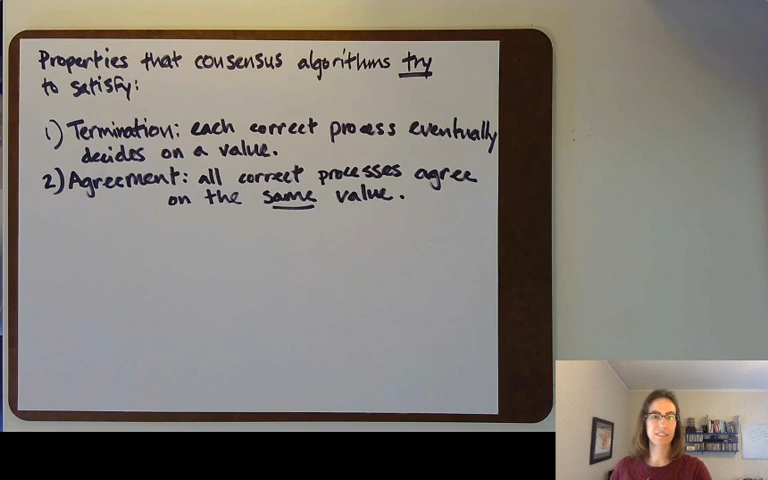 Properties that consensus algorithms try
to satisfy:
1) Termination: each correct process eventually
decides on a value.
2) Agreement: all correct processes agree
on the same value.